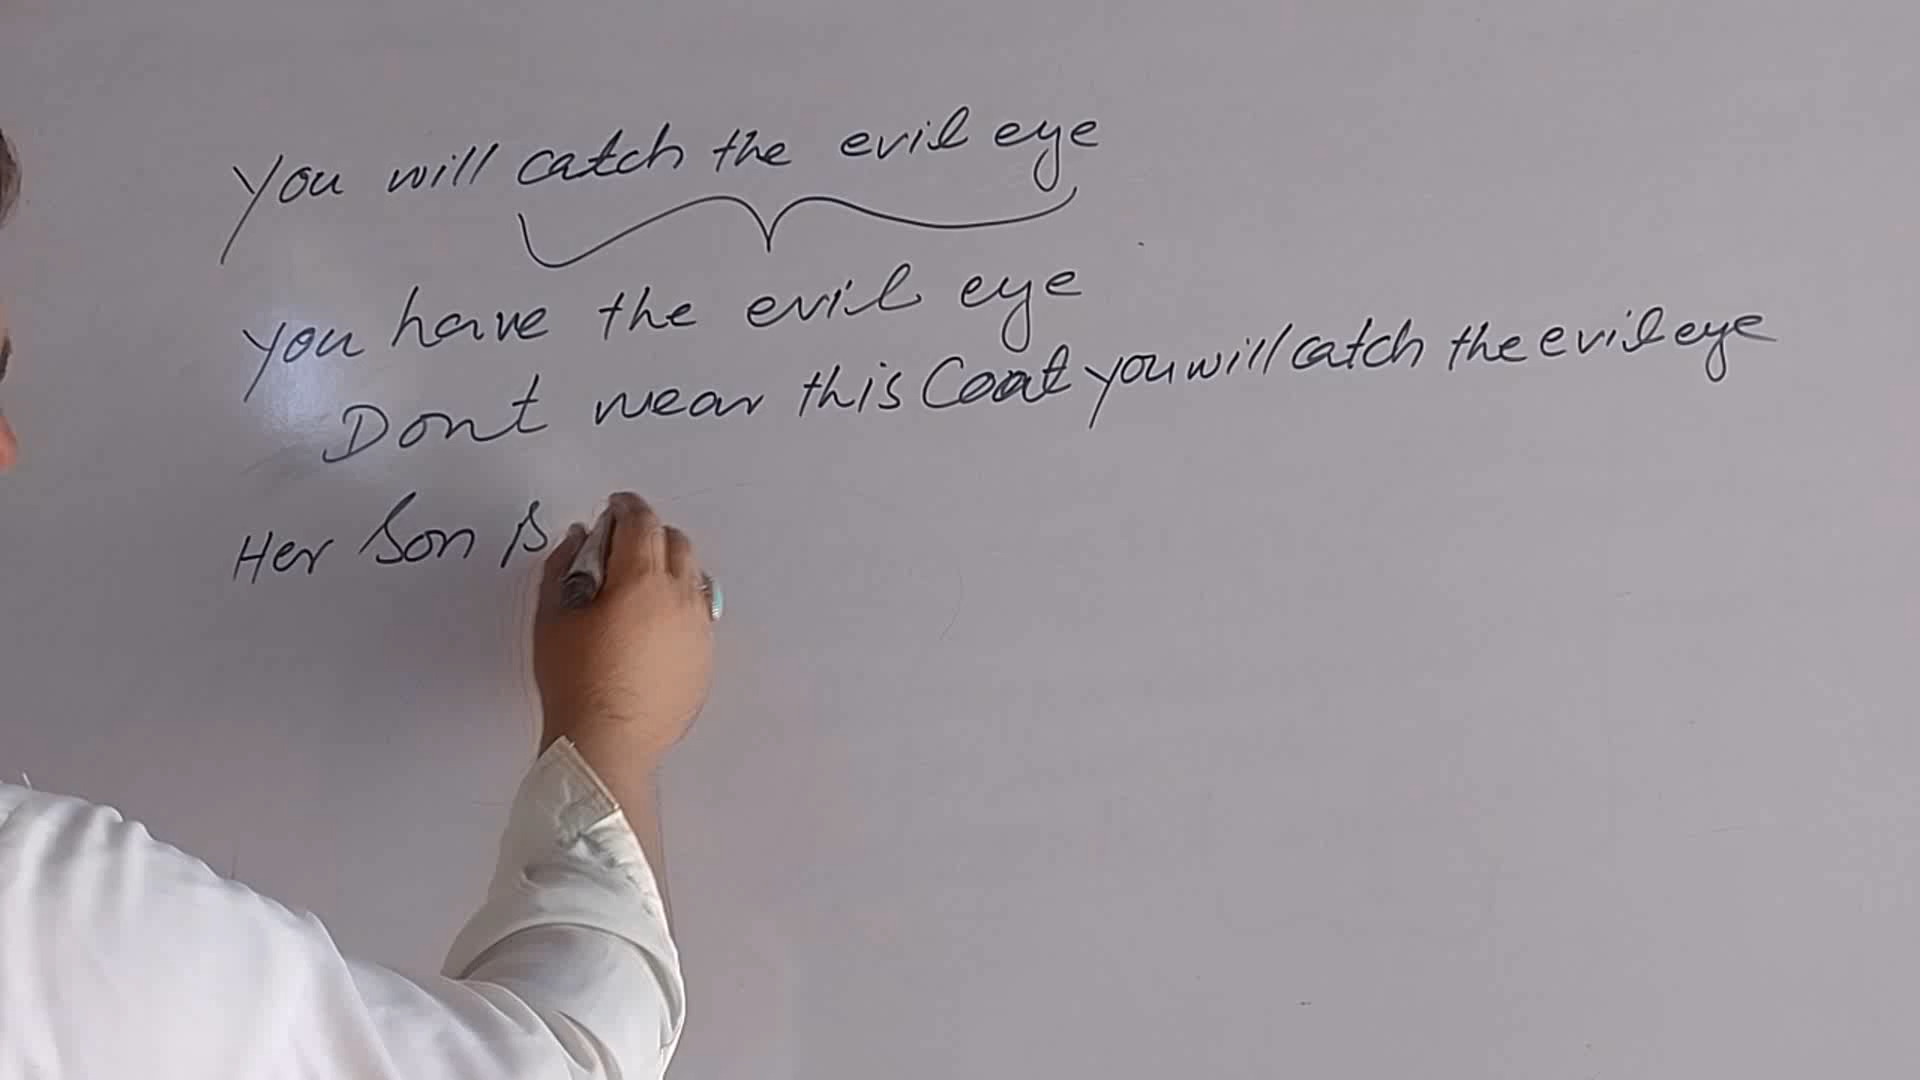 You will catch the evil eye
you have the evil eye
Dont wear this Coat you will catch the evil eye
Her Son is